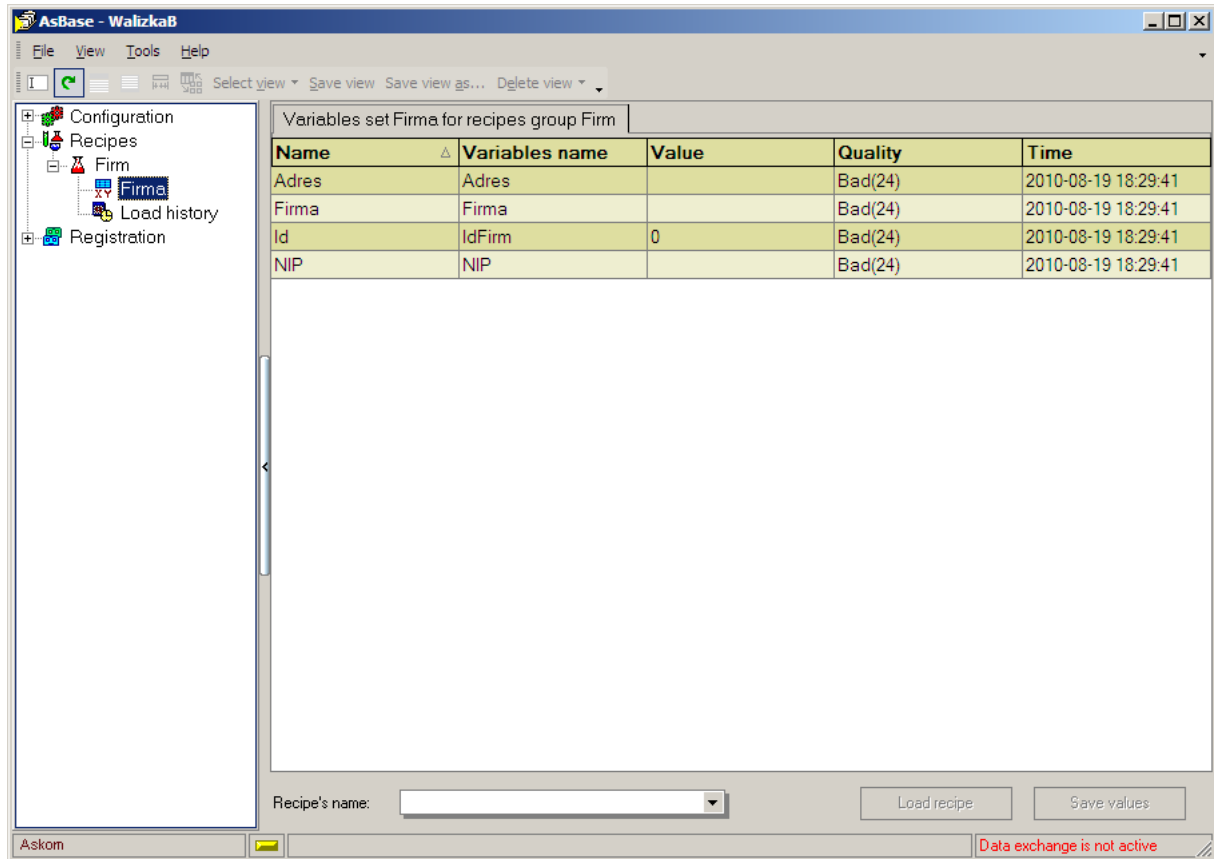 AsBase - WalizkaB
File View Tools Help
Select view Save view Save view as... Delete view
Configuration
Recipes
Firm
Firma
Load history
Registration
Variables set Firma for recipes group Firm
Name Variables name Value Quality Time
Adres Adres Bad(24) 2010-08-19 18:29:41
Firma Firma Bad(24) 2010-08-19 18:29:41
Id IdFirm 0 Bad(24) 2010-08-19 18:29:41
NIP NIP Bad(24) 2010-08-19 18:29:41
Recipe's name: Load recipe Save values
Askom Data exchange is not active